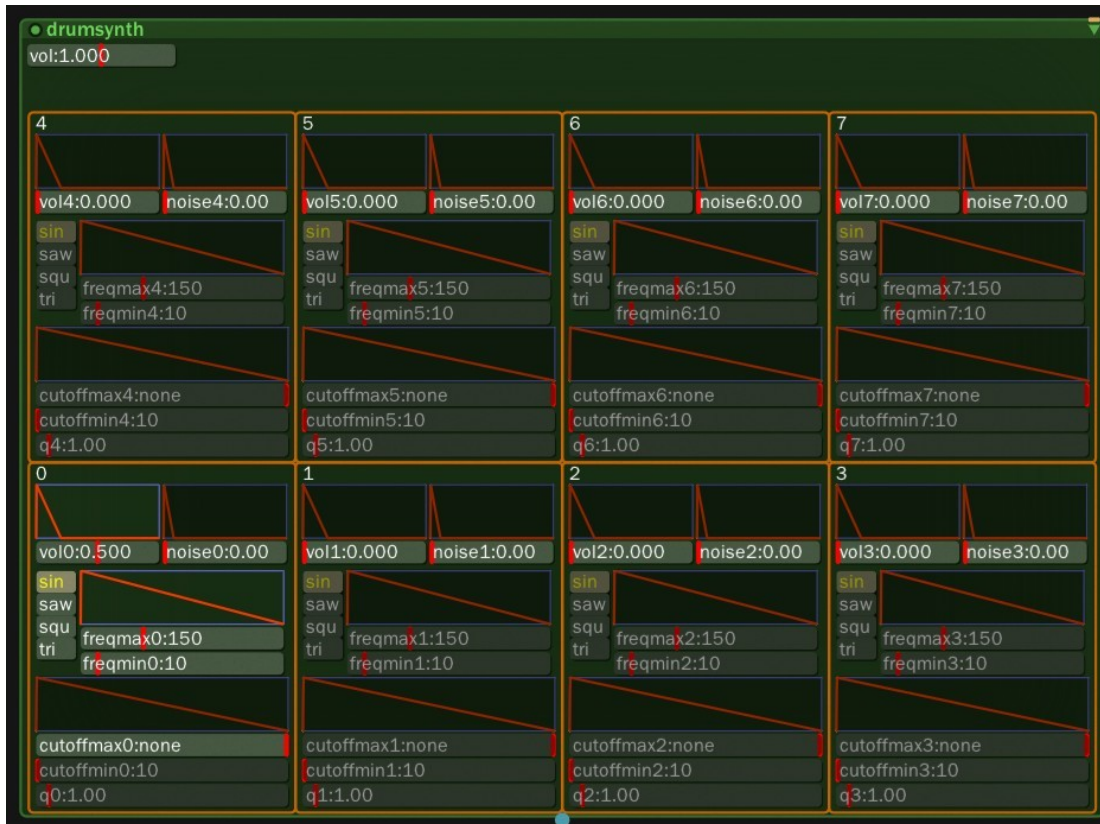 drumsynth
vol:1.000
4 5 6 7
vol4:0.000 noise4:0.00 vol5:0.000 noise5:0.00 vol6:0.000 noise6:0.00 vol7:0.000 noise7:0.00
sin sin sin sin
saw saw saw saw
squ freqmax4:150 squ freqmax5:150 squ freqmax6:150 squ freqmax7:150
tri freqmin4:10 tri freqmin5:10 tri freqmin6:10 tri freqmin7:10
cutoffmax4:none cutoffmax5:none cutoffmax6:none cutoffmax7:none
cutoffmin4:10 cutoffmin5:10 cutoffmin6:10 cutoffmin7:10
q4:1.00 q5:1.00 q6:1.00 q7:1.00
0 1 2 3
vol0:0.500 noise0:0.00 vol1:0.000 noise1:0.00 vol2:0.000 noise2:0.00 vol3:0.000 noise3:0.00
sin sin sin sin
saw saw saw saw
squ freqmax0:150 squ freqmax1:150 squ freqmax2:150 squ freqmax3:150
tri freqmin0:10 tri freqmin1:10 tri freqmin2:10 tri freqmin3:10
cutoffmax0:none cutoffmax1:none cutoffmax2:none cutoffmax3:none
cutoffmin0:10 cutoffmin1:10 cutoffmin2:10 cutoffmin3:10
q0:1.00 q1:1.00 q2:1.00 q3:1.00